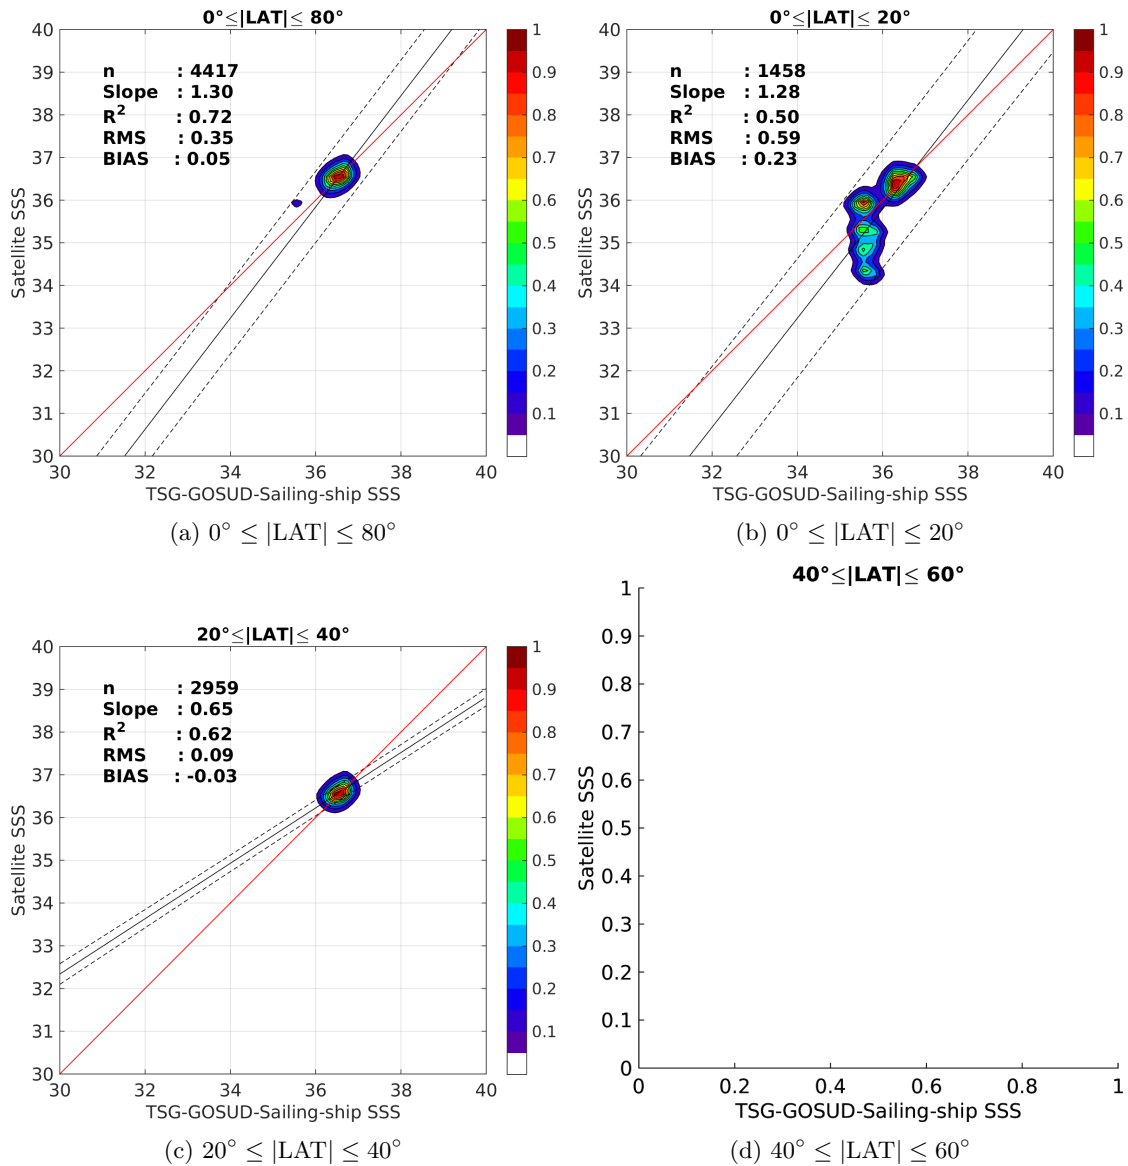 0°≤|LAT|≤ 80°
40
39
38
37
36
35
34
33
32
31
30
n : 4417
Slope : 1.30
R² : 0.72
RMS : 0.35
BIAS : 0.05
Satellite SSS
30 32 34 36 38 40
TSG-GOSUD-Sailing-ship SSS
1
0.9
0.8
0.7
0.6
0.5
0.4
0.3
0.2
0.1
(a) 0° ≤ |LAT| ≤ 80°
0°≤|LAT|≤ 20°
40
39
38
37
36
35
34
33
32
31
30
n : 1458
Slope : 1.28
R² : 0.50
RMS : 0.59
BIAS : 0.23
Satellite SSS
30 32 34 36 38 40
TSG-GOSUD-Sailing-ship SSS
1
0.9
0.8
0.7
0.6
0.5
0.4
0.3
0.2
0.1
(b) 0° ≤ |LAT| ≤ 20°
20°≤|LAT|≤ 40°
40
39
38
37
36
35
34
33
32
31
30
n : 2959
Slope : 0.65
R² : 0.62
RMS : 0.09
BIAS : -0.03
Satellite SSS
30 32 34 36 38 40
TSG-GOSUD-Sailing-ship SSS
1
0.9
0.8
0.7
0.6
0.5
0.4
0.3
0.2
0.1
(c) 20° ≤ |LAT| ≤ 40°
40°≤|LAT|≤ 60°
1
0.9
0.8
0.7
0.6
0.5
0.4
0.3
0.2
0.1
0
Satellite SSS
0 0.2 0.4 0.6 0.8 1
TSG-GOSUD-Sailing-ship SSS
(d) 40° ≤ |LAT| ≤ 60°